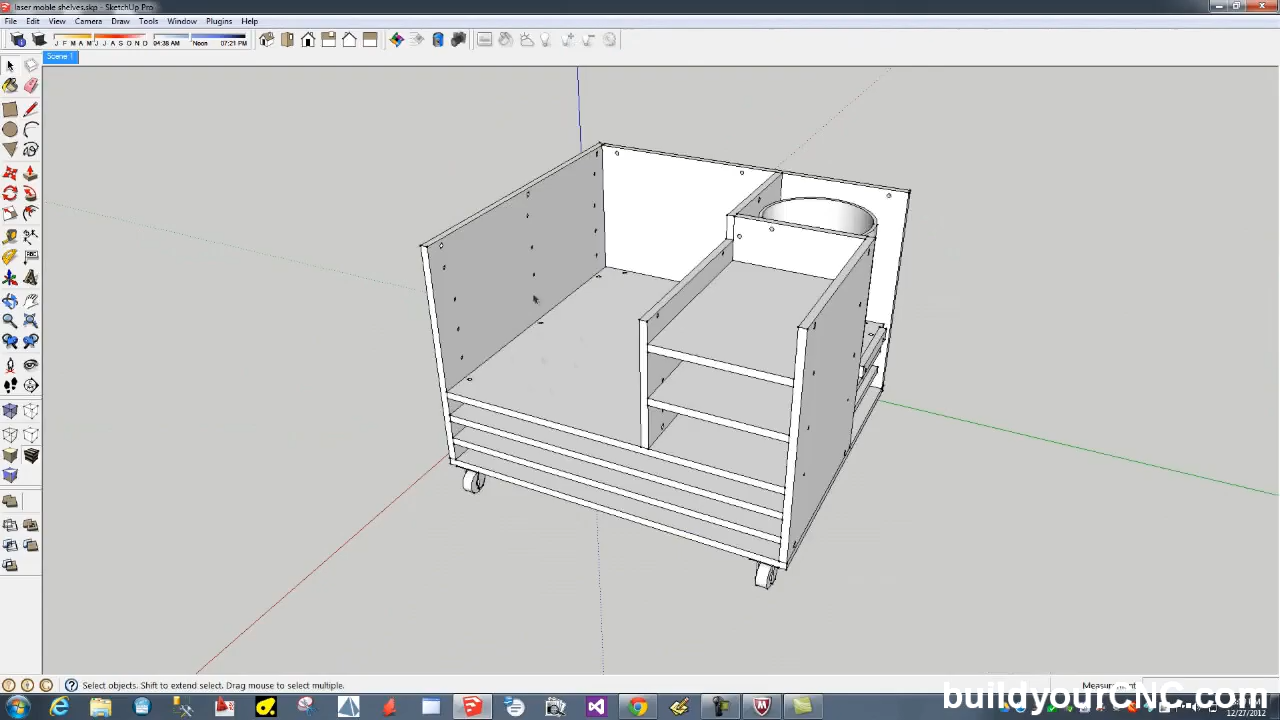 laser moble shelves.skp - SketchUp Pro
File Edit View Camera Draw Tools Window Plugins Help
J F M A M J J A S O N D 04:38 AM Noon 07:21 PM
Scene 1
ABC
Select objects. Shift to extend select. Drag mouse to select multiple.
buildyourCNC.com
12/27/2012